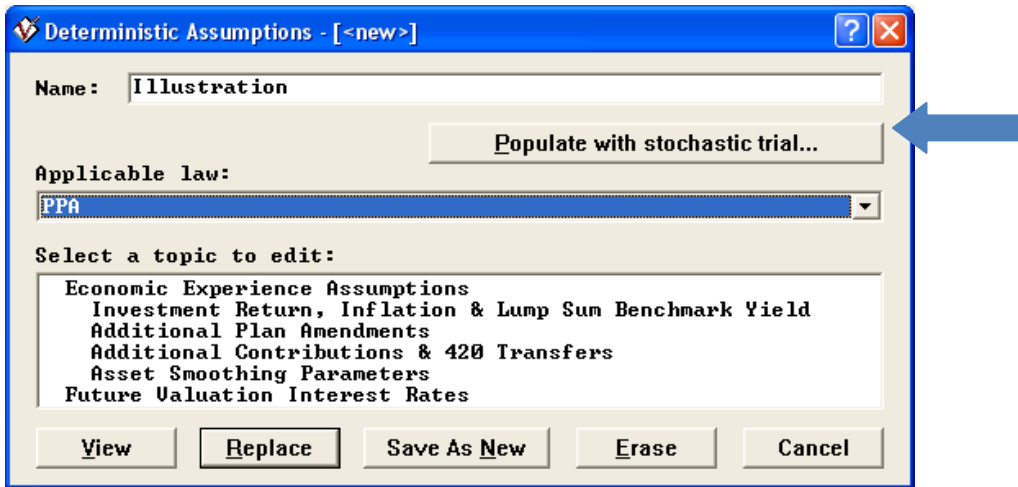 Deterministic Assumptions - [<new>]
Name: Illustration
Populate with stochastic trial...
Applicable law:
PPA
Select a topic to edit:
Economic Experience Assumptions
Investment Return, Inflation & Lump Sum Benchmark Yield
Additional Plan Amendments
Additional Contributions & 420 Transfers
Asset Smoothing Parameters
Future Valuation Interest Rates
View Replace Save As New Erase Cancel